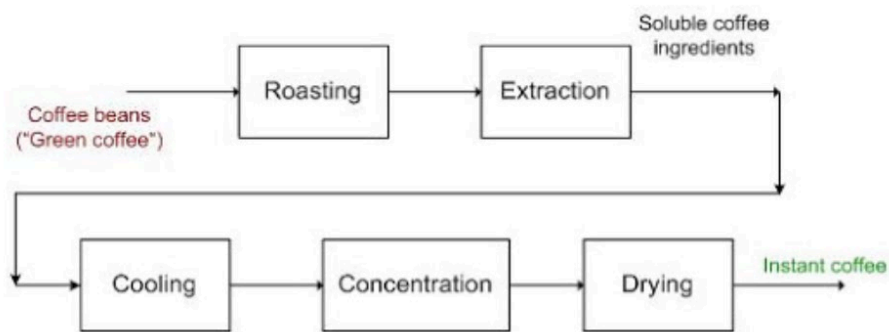 Soluble coffee
ingredients
Roasting
Extraction
Coffee beans
("Green coffee")
Cooling
Concentration
Drying
Instant coffee